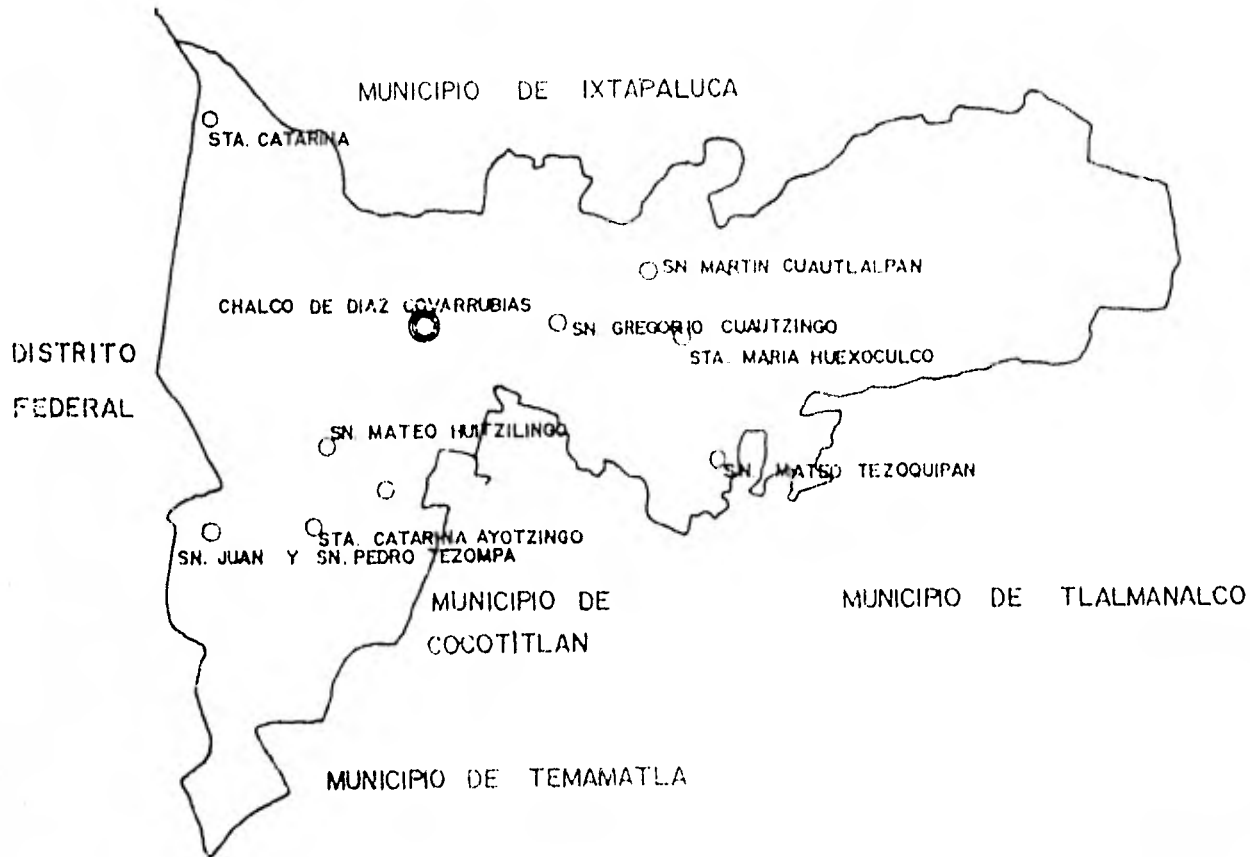 MUNICIPIO DE IXTAPALUCA
STA. CATARINA
SN MARTIN CUAUTLALPAN
CHALCO DE DIAZ COVARRUBIAS
SN GREGORIO CUAUTZINGO
STA. MARIA HUEXOCULCO
DISTRITO
FEDERAL
SN. MATEO HUITZILINGO
SN. MATEO TEZOQUIPAN
STA. CATARINA AYOTZINGO
SN. JUAN Y SN. PEDRO TEZOMPA
MUNICIPIO DE
COCOTITLAN
MUNICIPIO DE TLALMANALCO
MUNICIPIO DE TEMAMATLA